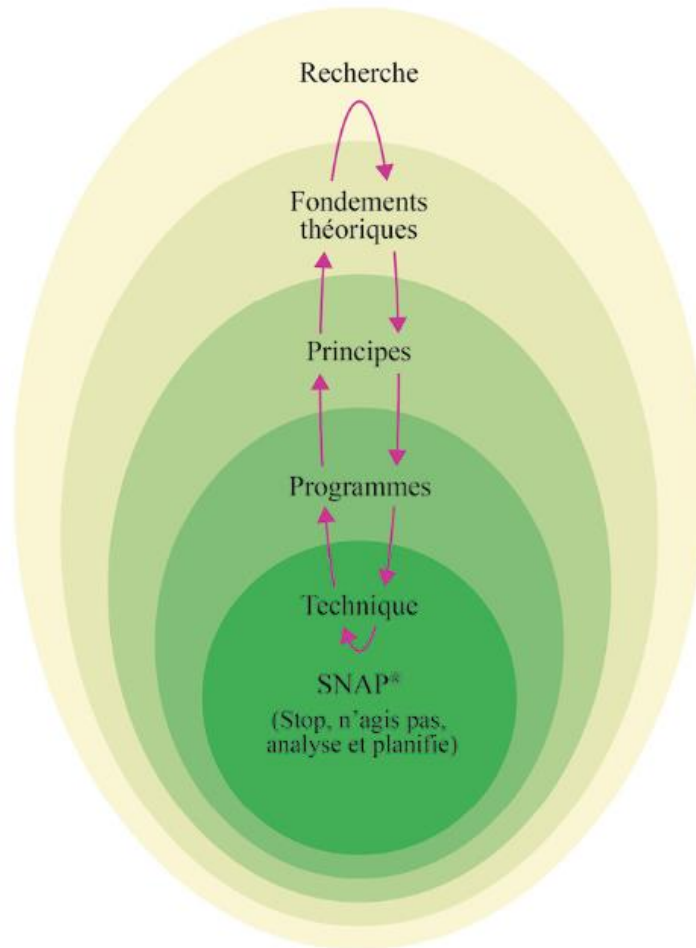 Recherche
Fondements
théoriques
Principes
Programmes
Technique
SNAP®
(Stop, n’agis pas,
analyse et planifie)